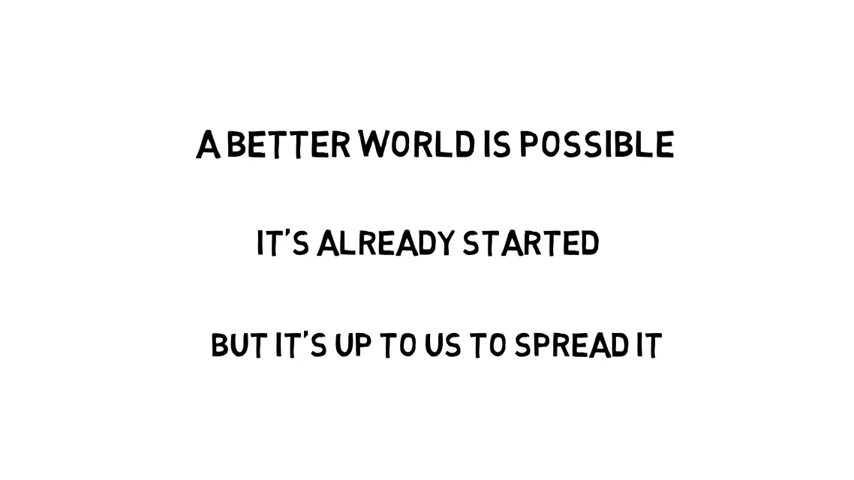 A BETTER WORLD IS POSSIBLE
IT'S ALREADY STARTED
BUT IT'S UP TO US TO SPREAD IT